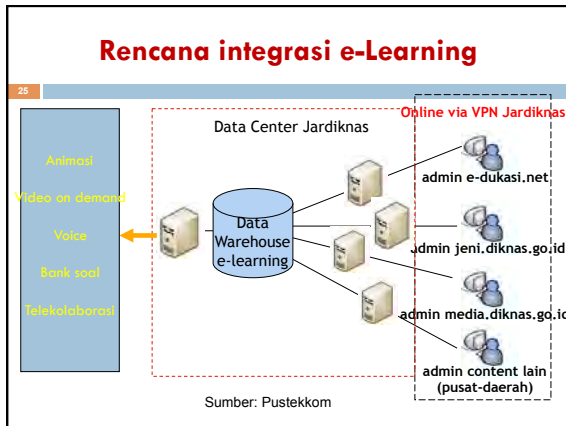 Rencana integrasi e-Learning
25
Animasi
Video on demand
Voice
Bank soal
Telekolaborasi
Data Center Jardiknas
Data
Warehouse
e-learning
Online via VPN Jardiknas
admin e-dukasi.net
admin jeni.diknas.go.id
admin media.diknas.go.id
admin content lain
(pusat-daerah)
Sumber: Pustekkom